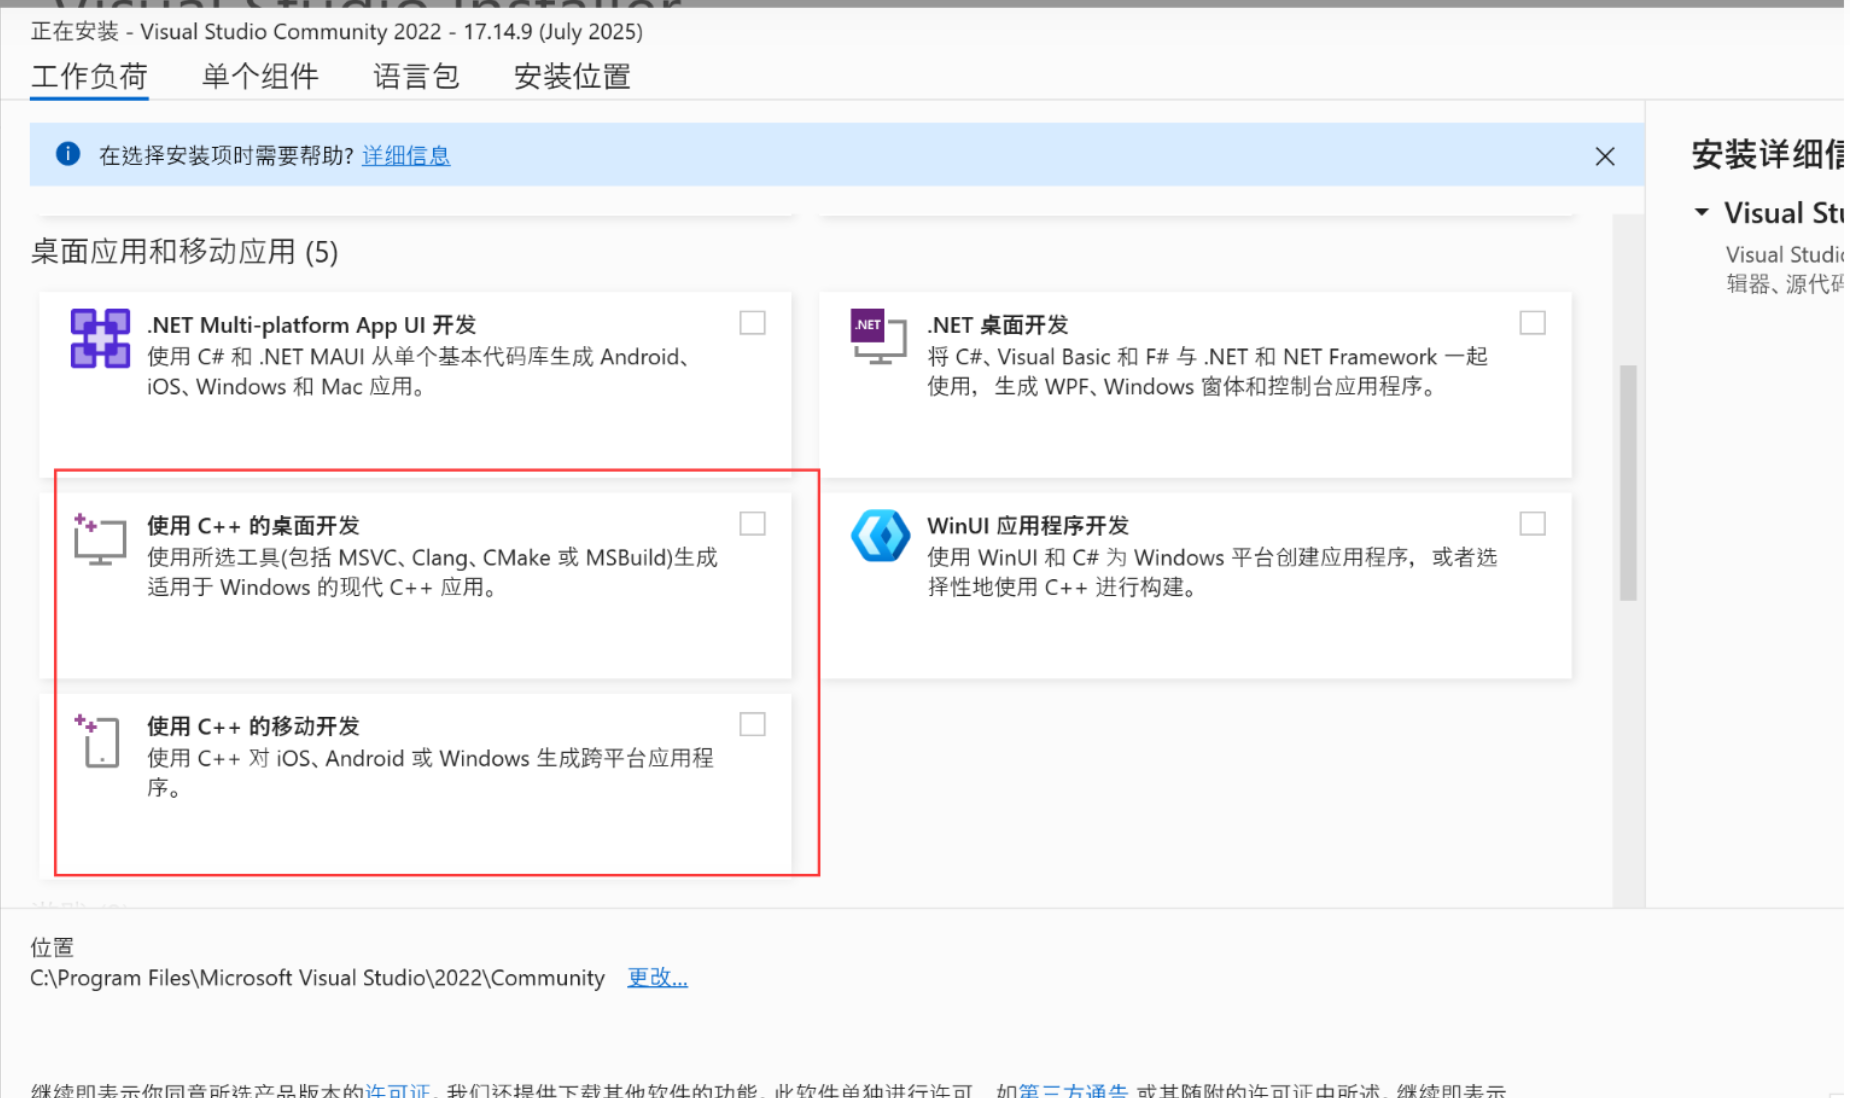 Visual Studio Installer
正在安装 - Visual Studio Community 2022 - 17.14.9 (July 2025)
工作负荷 单个组件 语言包 安装位置
在选择安装项时需要帮助? 详细信息
桌面应用和移动应用 (5)
.NET Multi-platform App UI 开发
使用 C# 和 .NET MAUI 从单个基本代码库生成 Android、
iOS、Windows 和 Mac 应用。
.NET
.NET 桌面开发
将 C#、Visual Basic 和 F# 与 .NET 和 NET Framework 一起
使用，生成 WPF、Windows 窗体和控制台应用程序。
使用 C++ 的桌面开发
使用所选工具(包括 MSVC、Clang、CMake 或 MSBuild)生成
适用于 Windows 的现代 C++ 应用。
WinUI 应用程序开发
使用 WinUI 和 C# 为 Windows 平台创建应用程序，或者选
择性地使用 C++ 进行构建。
使用 C++ 的移动开发
使用 C++ 对 iOS、Android 或 Windows 生成跨平台应用程
序。
安装详细信
Visual Stu
Visual Studio
辑器、源代码
位置
C:\Program Files\Microsoft Visual Studio\2022\Community 更改...
继续即表示你同意所选产品版本的许可证。我们还提供下载其他软件的功能。此软件单独进行许可，如第三方通告 或其随附的许可证中所述。继续即表示